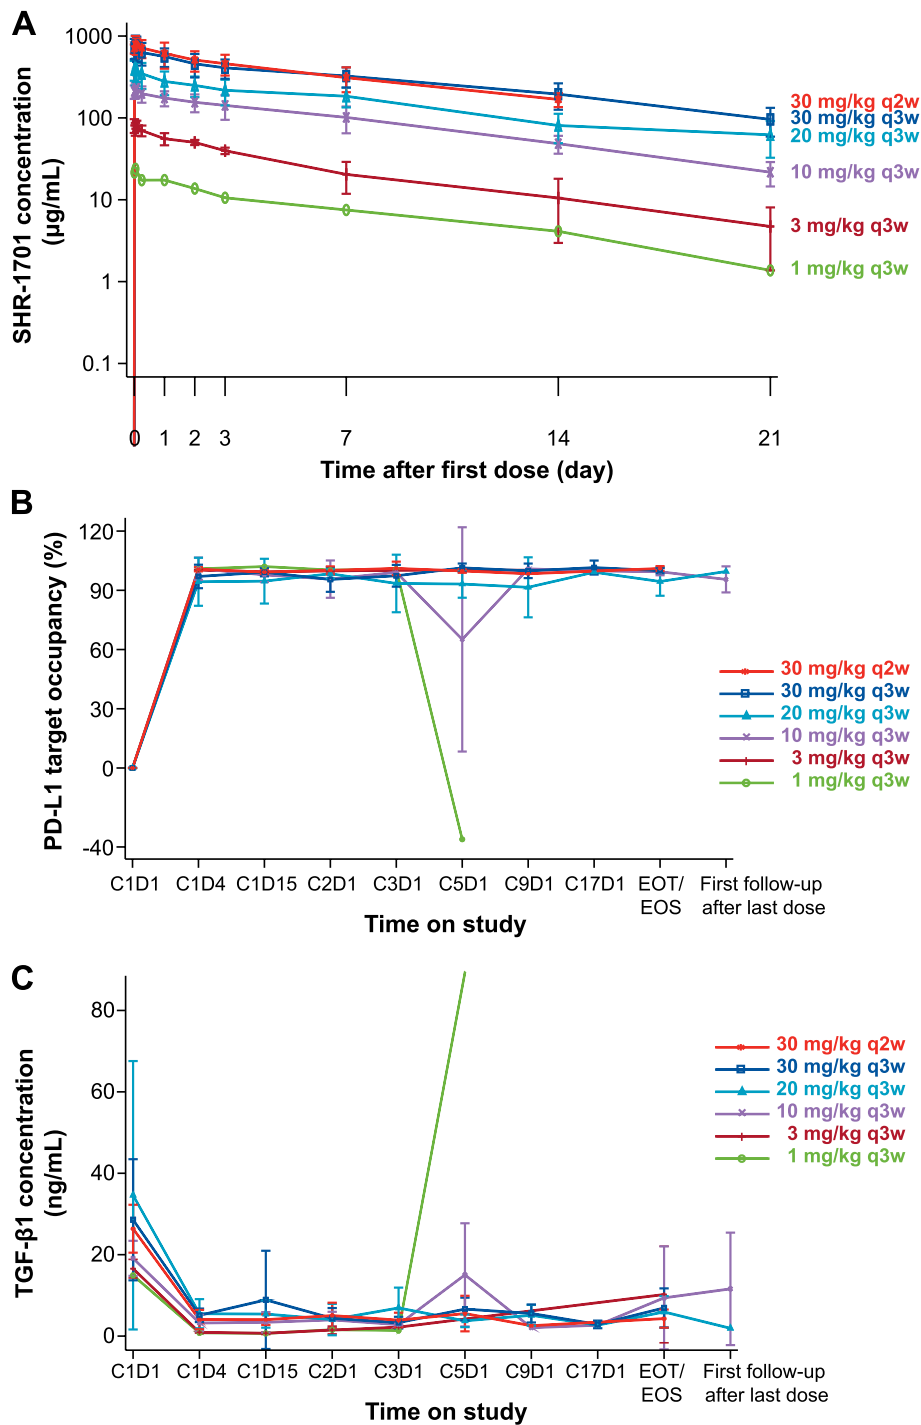 A
1000
100
10
1
0.1
SHR-1701 concentration
(µg/mL)
30 mg/kg q2w
30 mg/kg q3w
20 mg/kg q3w
10 mg/kg q3w
3 mg/kg q3w
1 mg/kg q3w
0 1 2 3 7 14 21
Time after first dose (day)
B
120
90
60
30
0
-40
PD-L1 target occupancy (%)
30 mg/kg q2w
30 mg/kg q3w
20 mg/kg q3w
10 mg/kg q3w
3 mg/kg q3w
1 mg/kg q3w
C1D1 C1D4 C1D15 C2D1 C3D1 C5D1 C9D1 C17D1 EOT/ First follow-up
EOS after last dose
Time on study
C
80
60
40
20
0
TGF-β1 concentration
(ng/mL)
30 mg/kg q2w
30 mg/kg q3w
20 mg/kg q3w
10 mg/kg q3w
3 mg/kg q3w
1 mg/kg q3w
C1D1 C1D4 C1D15 C2D1 C3D1 C5D1 C9D1 C17D1 EOT/ First follow-up
EOS after last dose
Time on study